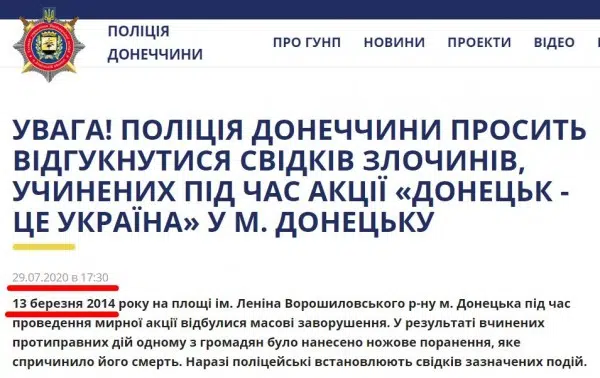 ПОЛІЦІЯ
ДОНЕЧЧИНИ
ПРО ГУНП НОВИНИ ПРОЕКТИ ВІДЕО
УВАГА! ПОЛІЦІЯ ДОНЕЧЧИНИ ПРОСИТЬ
ВІДГУКНУТИСЯ СВІДКІВ ЗЛОЧИНІВ,
УЧИНЕНИХ ПІД ЧАС АКЦІЇ «ДОНЕЦЬК -
ЦЕ УКРАЇНА» У М. ДОНЕЦЬКУ
29.07.2020 в 17:30
13 березня 2014 року на площі ім. Леніна Ворошиловського р-ну м. Донецька під час
проведення мирної акції відбулися масові заворушення. У результаті вчинених
протиправних дій одному з громадян було нанесено ножове поранення, яке
спричинило його смерть. Наразі поліцейські встановлюють свідків зазначених подій.